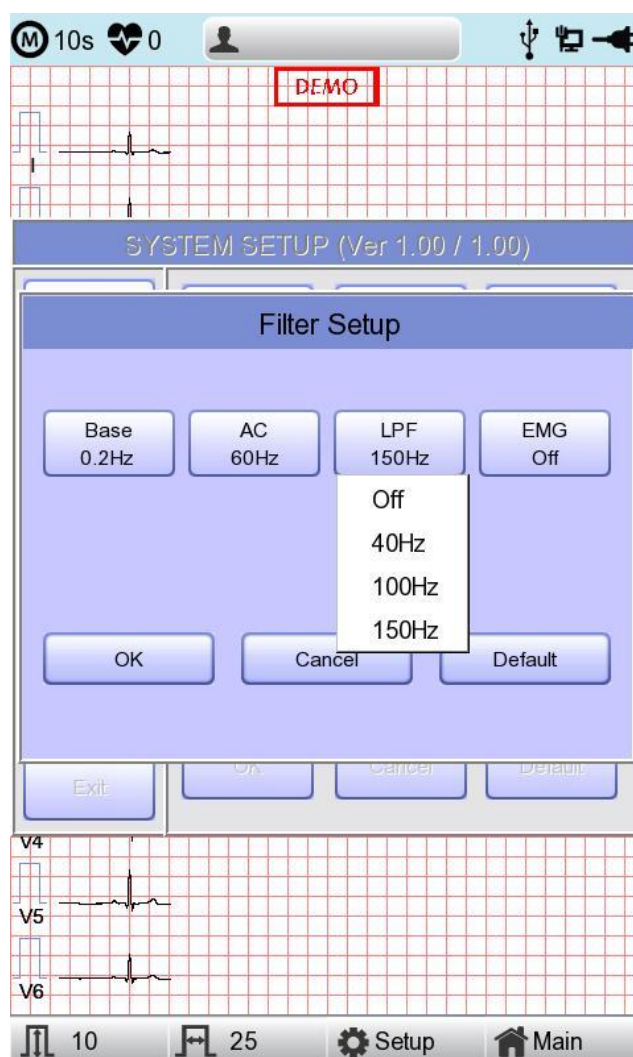 M 10s 0
DEMO
I
SYSTEM SETUP (Ver 1.00 / 1.00)
Filter Setup
Base 0.2Hz
AC 60Hz
LPF 150Hz
EMG Off
Off
40Hz
100Hz
150Hz
OK Cancel Default
Exit OK Cancel Default
V4
V5
V6
10 25 Setup Main